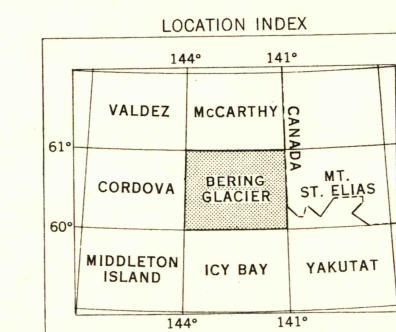 LOCATION INDEX
144° 141°
VALDEZ McCARTHY
CANADA
61°
CORDOVA BERING GLACIER MT. ST. ELIAS
60°
MIDDLETON ISLAND ICY BAY YAKUTAT
144° 141°